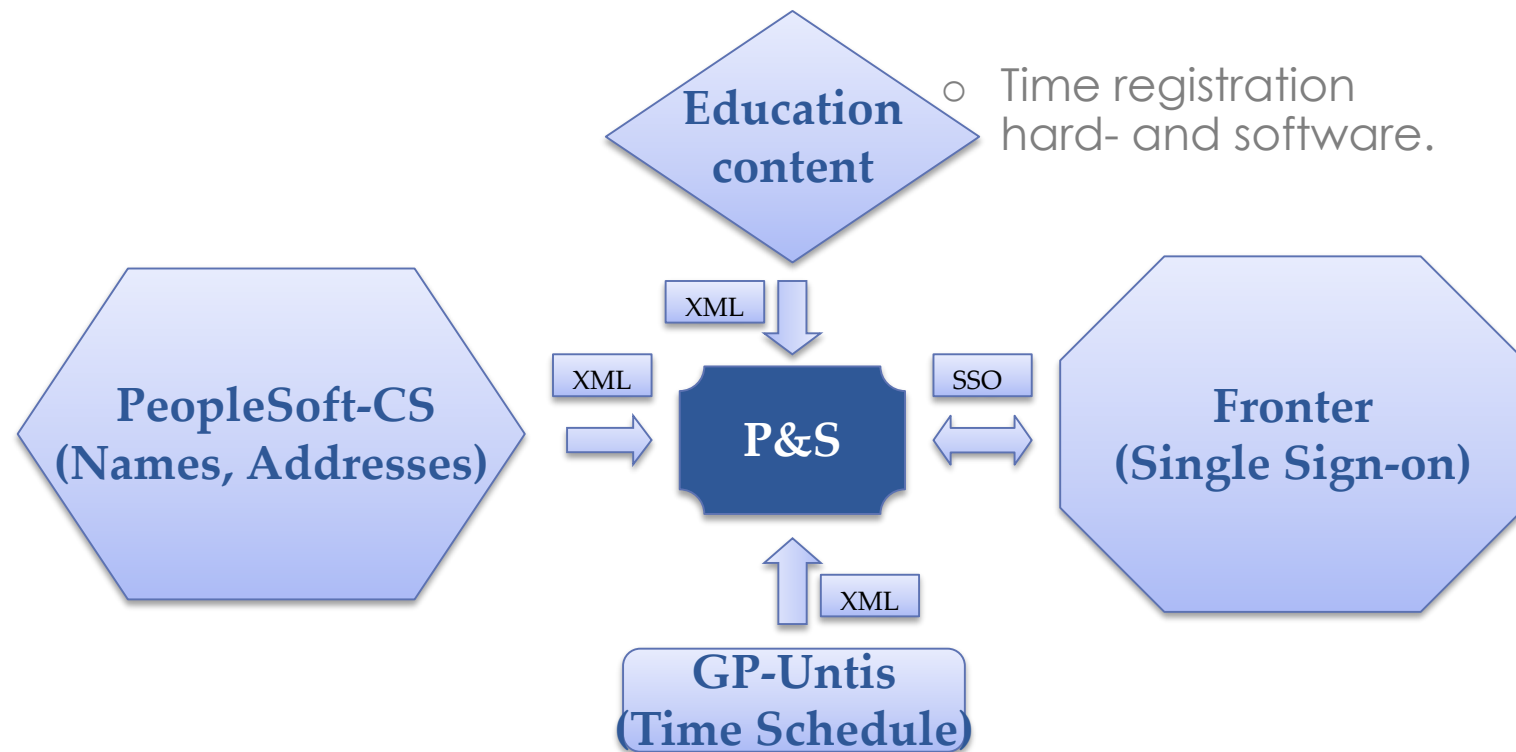 Education
content
○ Time registration
hard- and software.
XML
XML
SSO
PeopleSoft-CS
(Names, Addresses)
P&S
Fronter
(Single Sign-on)
XML
GP-Untis
(Time Schedule)